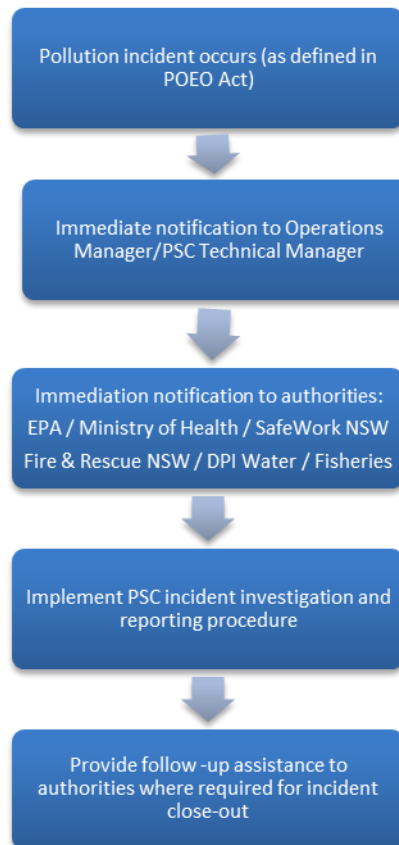 Pollution incident occurs (as defined in
POEO Act)
Immediate notification to Operations
Manager/PSC Technical Manager
Immediation notification to authorities:
EPA / Ministry of Health / SafeWork NSW
Fire & Rescue NSW / DPI Water / Fisheries
Implement PSC incident investigation and
reporting procedure
Provide follow -up assistance to
authorities where required for incident
close-out